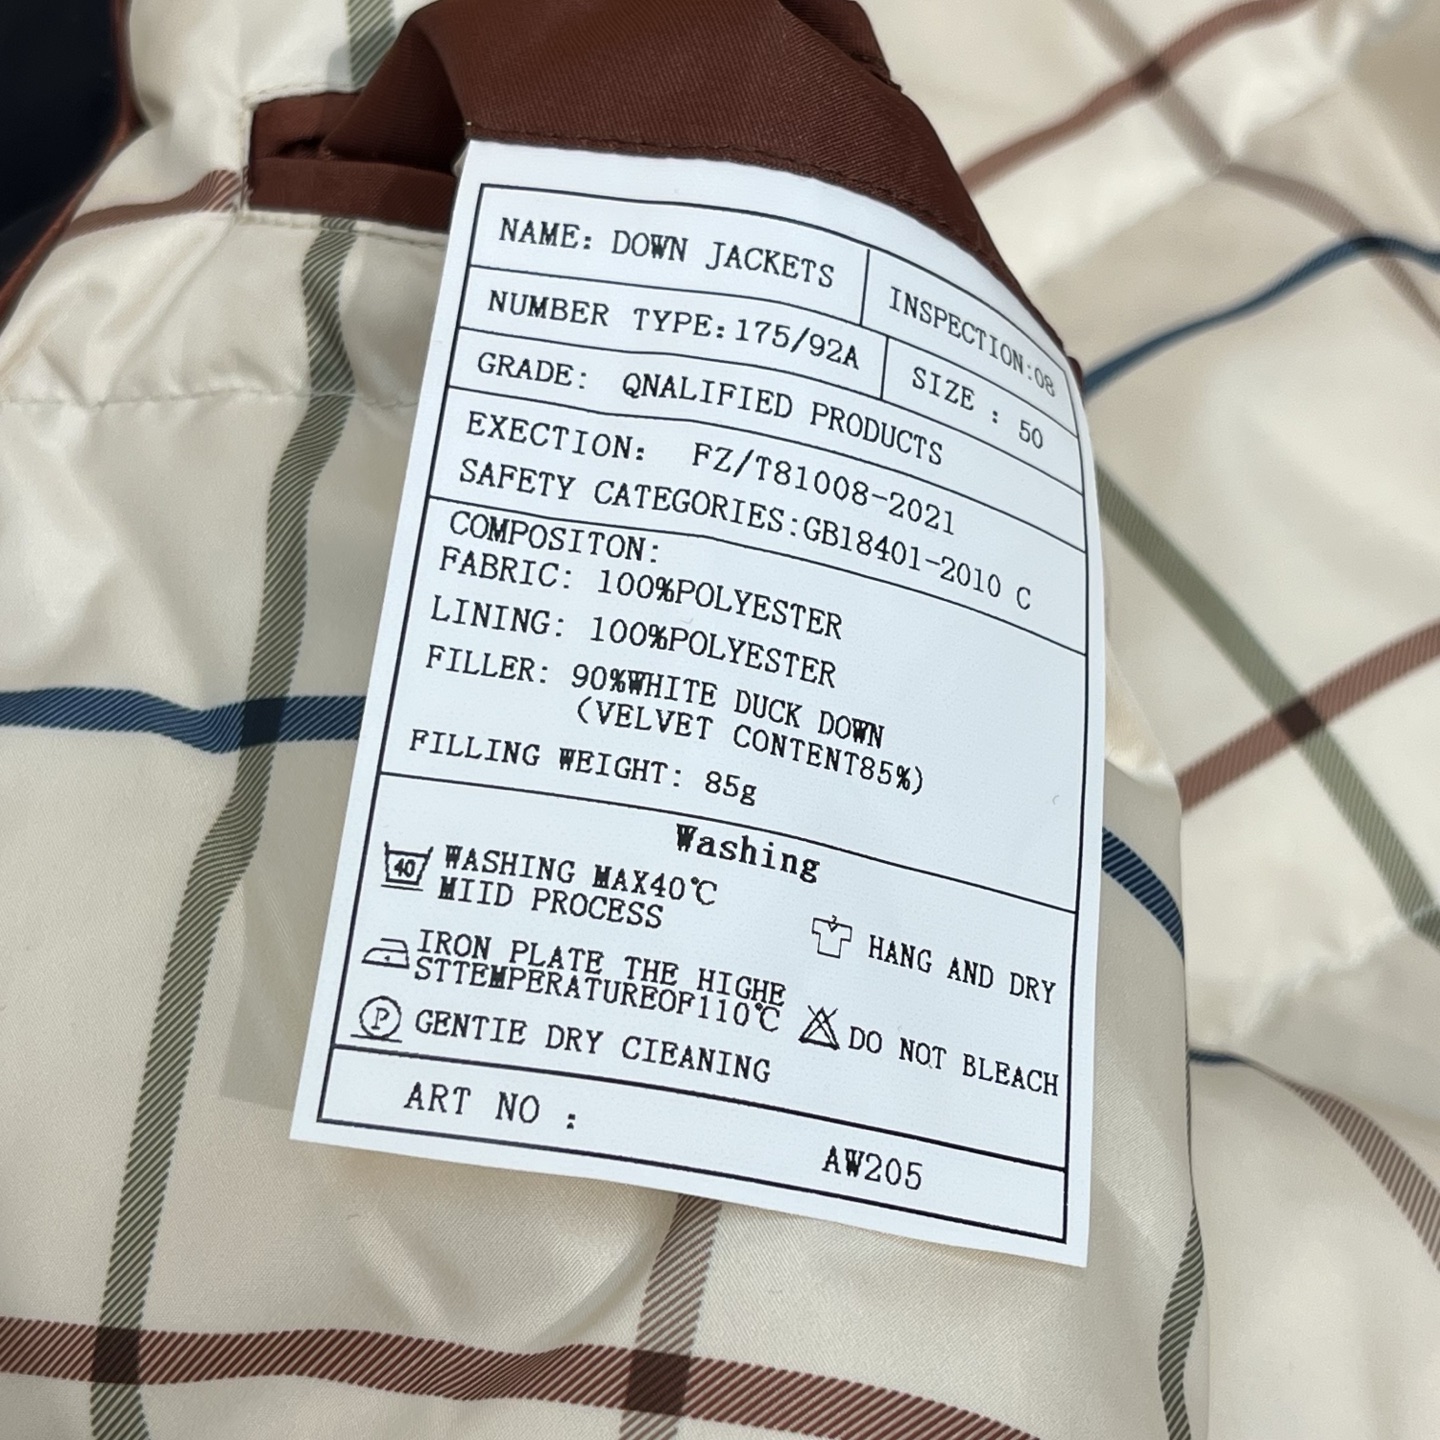 NAME: DOWN JACKETS
INSPECTION:08
NUMBER TYPE:175/92A
SIZE : 50
GRADE: QNALIFIED PRODUCTS
EXECTION: FZ/T81008-2021
SAFETY CATEGORIES:GB18401-2010 C
COMPOSITON:
FABRIC: 100%POLYESTER
LINING: 100%POLYESTER
FILLER: 90%WHITE DUCK DOWN
(VELVET CONTENT85%)
FILLING WEIGHT: 85g
Washing
40
WASHING MAX40℃
MIID PROCESS
HANG AND DRY
IRON PLATE THE HIGHE
STTEMPERATUREOF110℃
DO NOT BLEACH
P
GENTIE DRY CIEANING
ART NO :
AW205